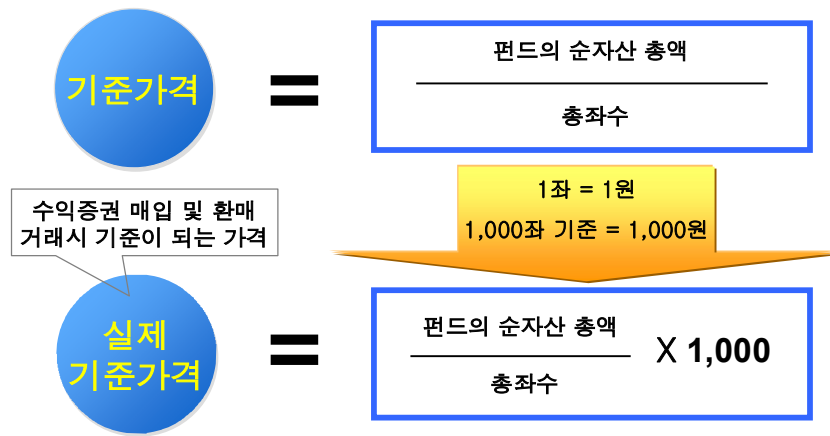 기준가격
=
펀드의 순자산 총액
총좌수
1좌 = 1원
1,000좌 기준 = 1,000원
수익증권 매입 및 환매
거래시 기준이 되는 가격
실제
기준가격
=
펀드의 순자산 총액
총좌수
X 1,000